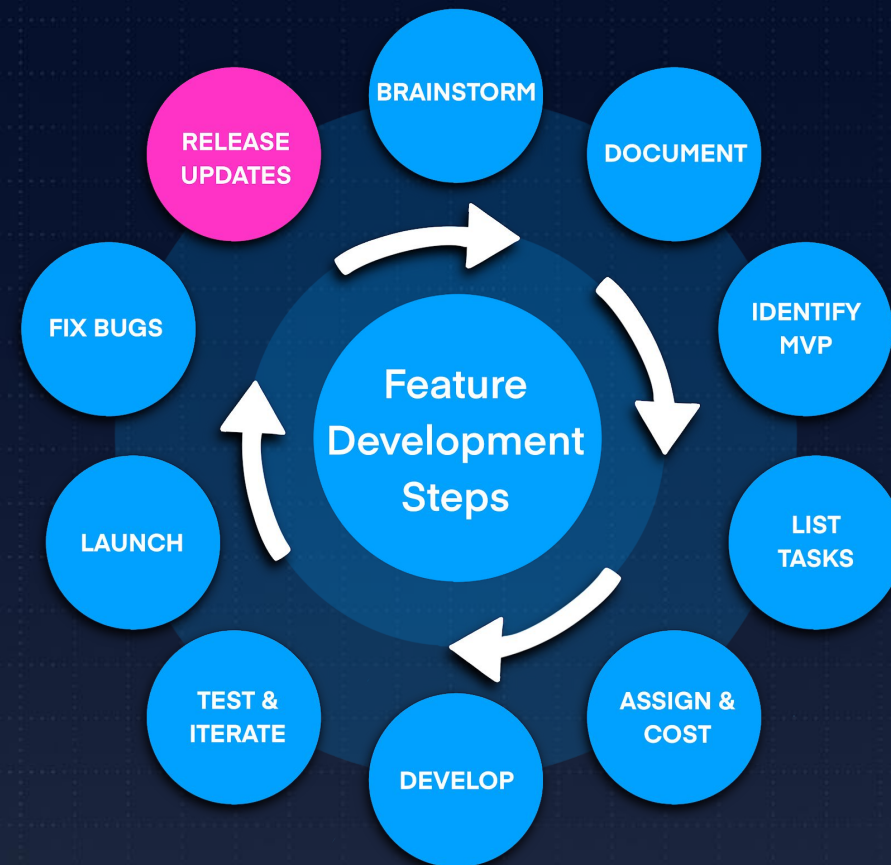 Feature
Development
Steps
BRAINSTORM
DOCUMENT
IDENTIFY
MVP
LIST
TASKS
ASSIGN &
COST
DEVELOP
TEST &
ITERATE
LAUNCH
FIX BUGS
RELEASE
UPDATES